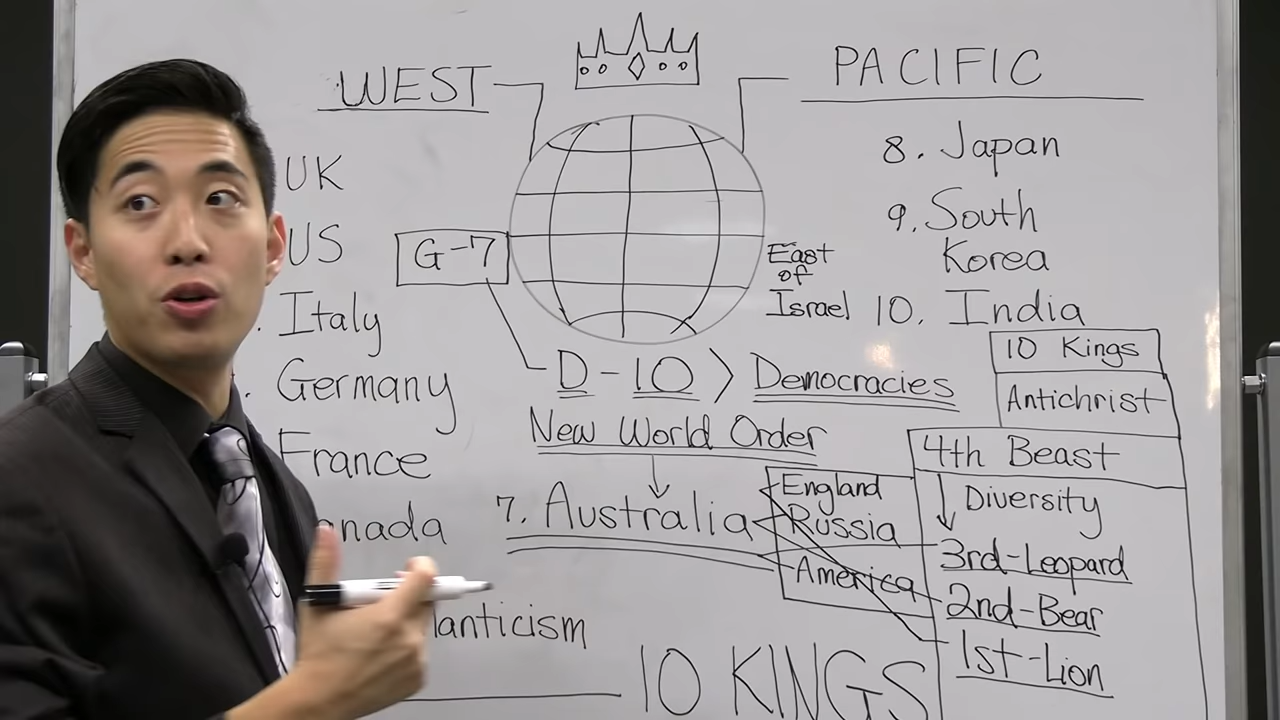 WEST
PACIFIC
UK
US
Italy
Germany
France
anada
lanticism
G-7
8. Japan
9. South
Korea
East
of
Israel
10. India
D-10 > Democracies
New World Order
7. Australia
England
Russia
America
10 Kings
Antichrist
4th Beast
Diversity
3rd-Leopard
2nd-Bear
1st-Lion
10 KINGS